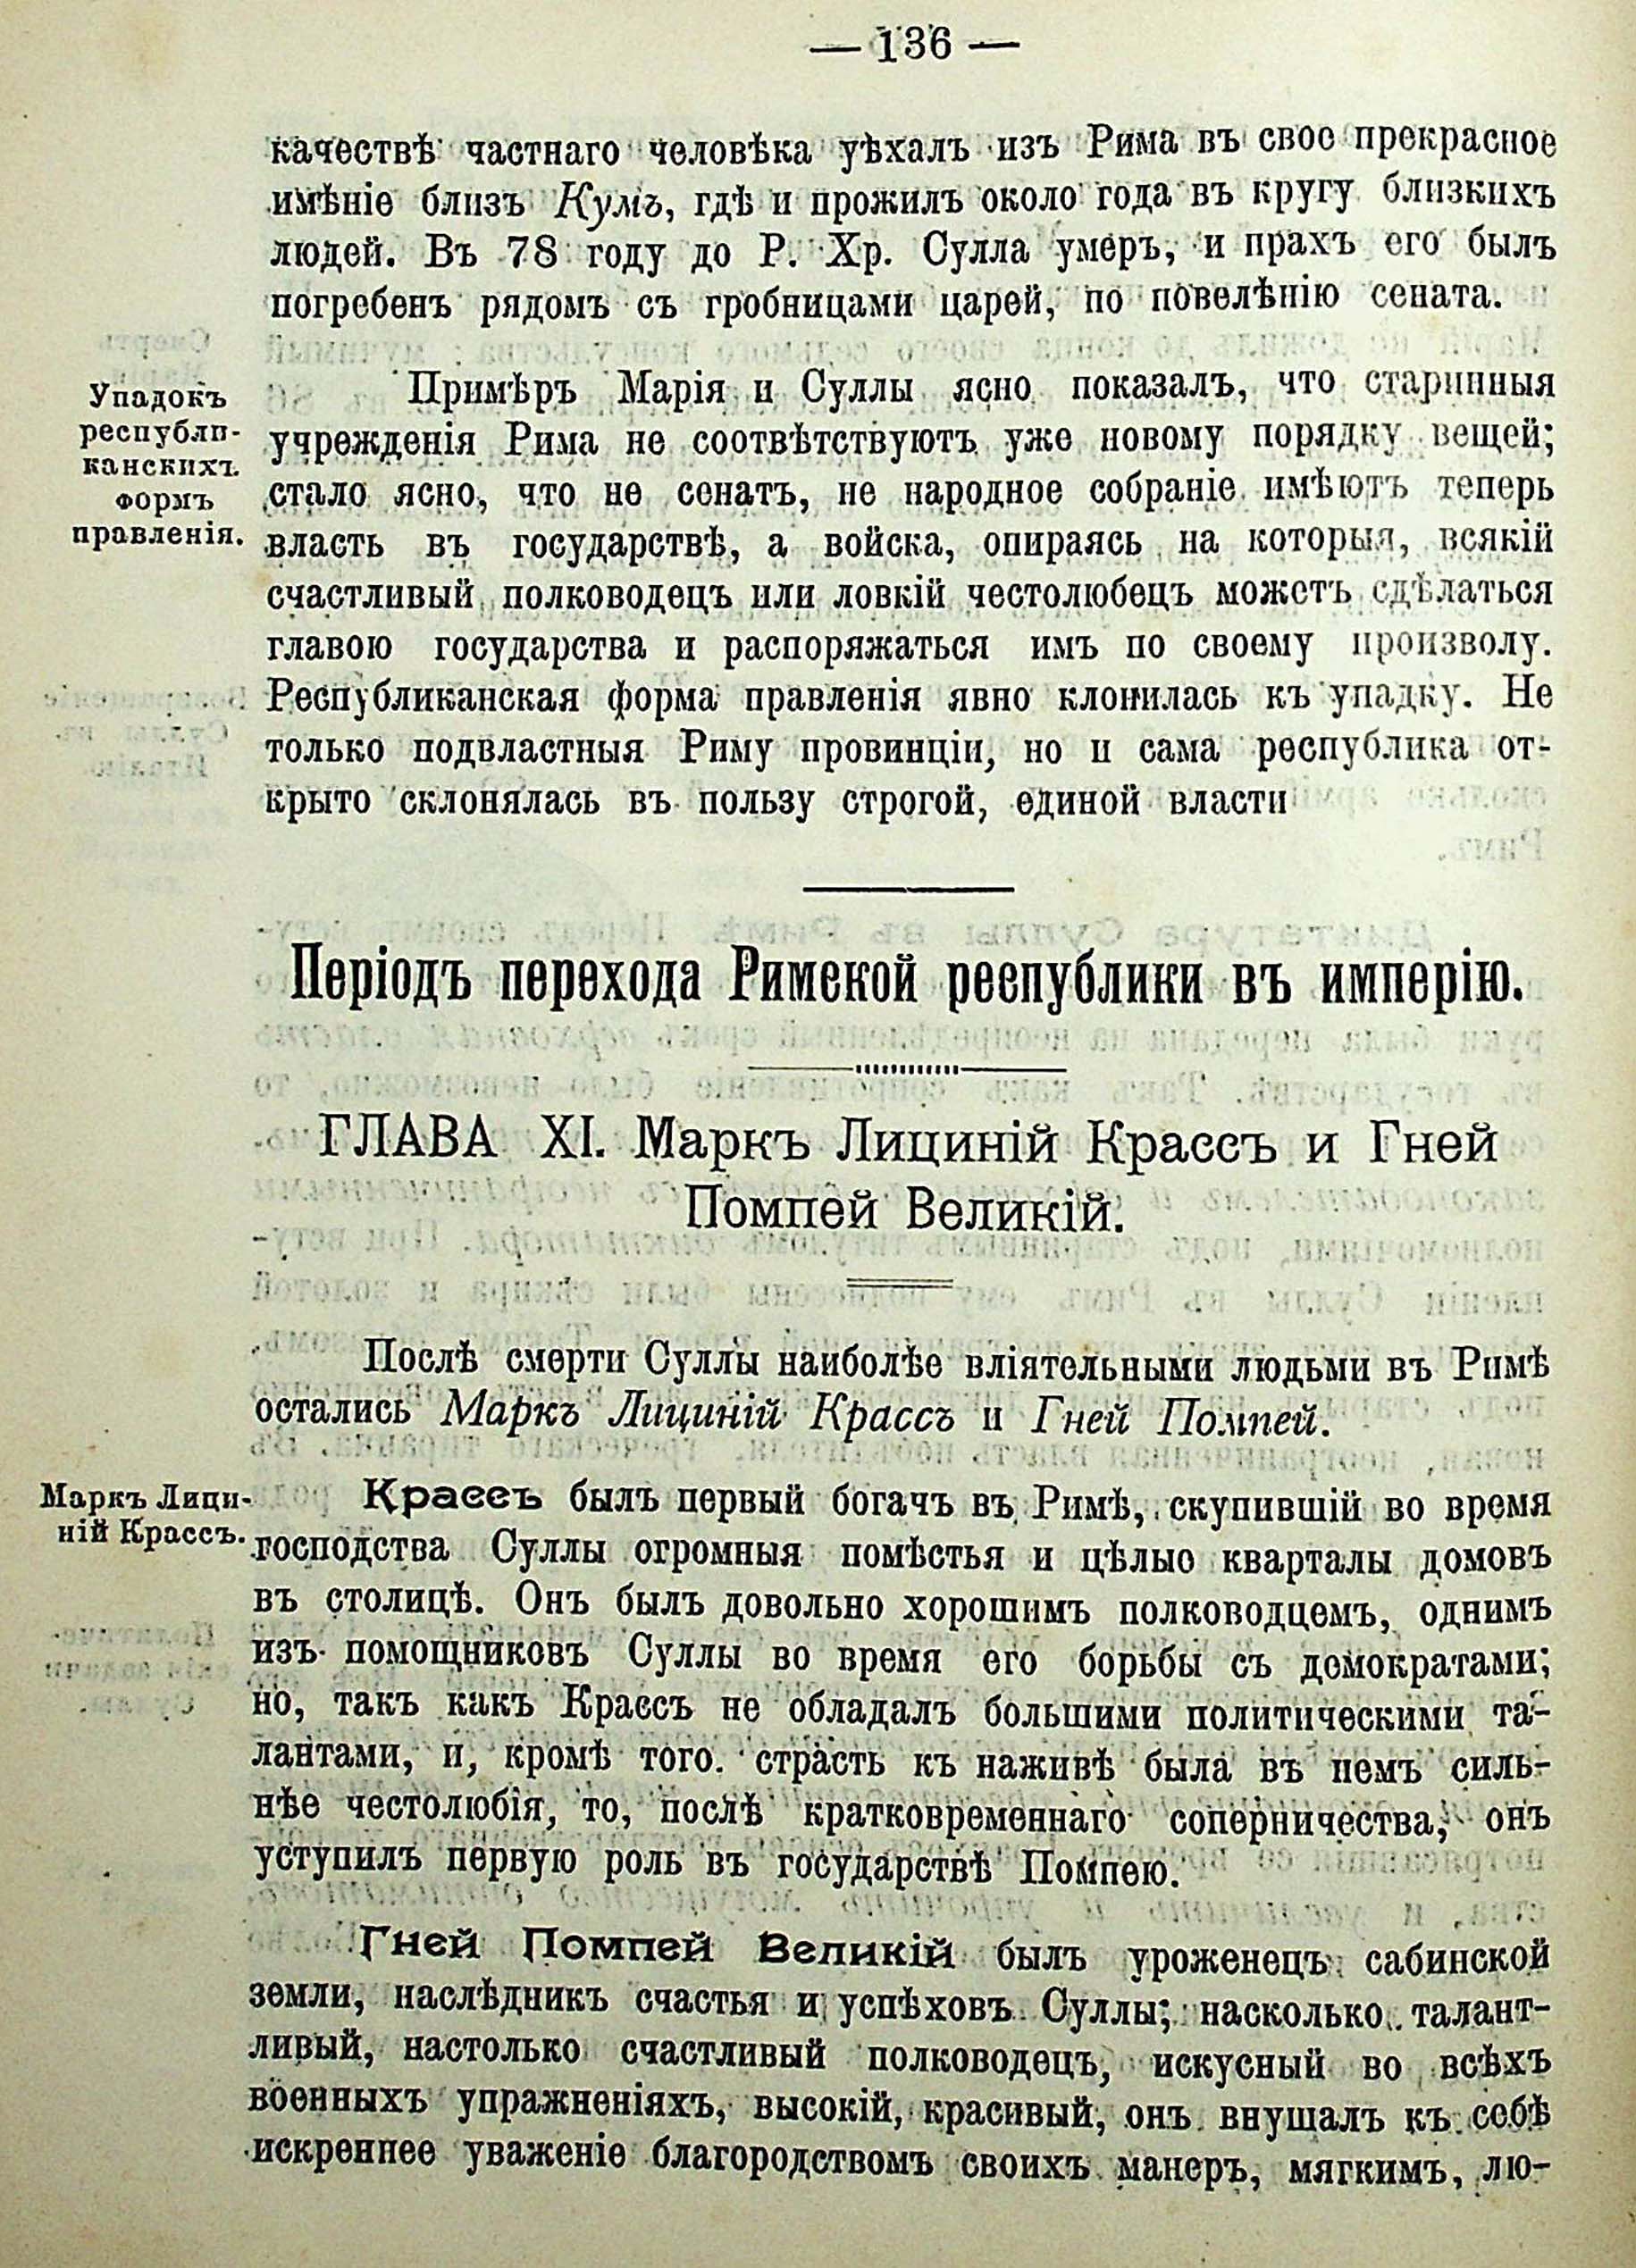 — 136 —
качествѣ частнаго человѣка уѣхалъ изъ Рима въ свое прекрасное
имѣніе близъ Кумъ, гдѣ и прожилъ около года въ кругу близкихъ
людей. Въ 78 году до Р. Хр. Сулла умеръ, и прахъ его былъ
погребенъ рядомъ съ гробницами царей, по повелѣнію сената.
Упадокъ
республи-
канскихъ
формъ
правленія.
Примѣръ Марія и Суллы ясно показалъ, что старинныя
учрежденія Рима не соотвѣтствуютъ уже новому порядку вещей;
стало ясно, что не сенатъ, не народное собраніе имѣютъ теперь
власть въ государствѣ, а войска, опираясь на которыя, всякій
счастливый полководецъ или ловкій честолюбецъ можетъ сдѣлаться
главою государства и распоряжаться имъ по своему произволу.
Республиканская форма правленія явно клонилась къ упадку. Не
только подвластныя Риму провинціи, но и сама республика от-
крыто склонялась въ пользу строгой, единой власти
Періодъ перехода Римской республики въ имперію.
ГЛАВА XI. Маркъ Лициній Крассъ и Гней
Помпей Великій.
Послѣ смерти Суллы наиболѣе вліятельными людьми въ Римѣ
остались Маркъ Лициній Крассъ и Гней Помпей.
Маркъ Лици-
ній Крассъ.
Крассъ былъ первый богачъ въ Римѣ, скупившій во время
господства Суллы огромныя помѣстья и цѣлые кварталы домовъ
въ столицѣ. Онъ былъ довольно хорошимъ полководцемъ, однимъ
изъ помощниковъ Суллы во время его борьбы съ демократами;
но, такъ какъ Крассъ не обладалъ большими политическими та-
лантами, и, кромѣ того. страсть къ наживѣ была въ немъ силь-
нѣе честолюбія, то, послѣ кратковременнаго соперничества, онъ
уступилъ первую роль въ государствѣ Помпею.
Гней Помпей Великій былъ уроженецъ сабинской
земли, наслѣдникъ счастья и успѣховъ Суллы; насколько талант-
ливый, настолько счастливый полководецъ, искусный во всѣхъ
военныхъ упражненіяхъ, высокій, красивый, онъ внушалъ къ себѣ
искреннее уваженіе благородствомъ своихъ манеръ, мягкимъ, лю-